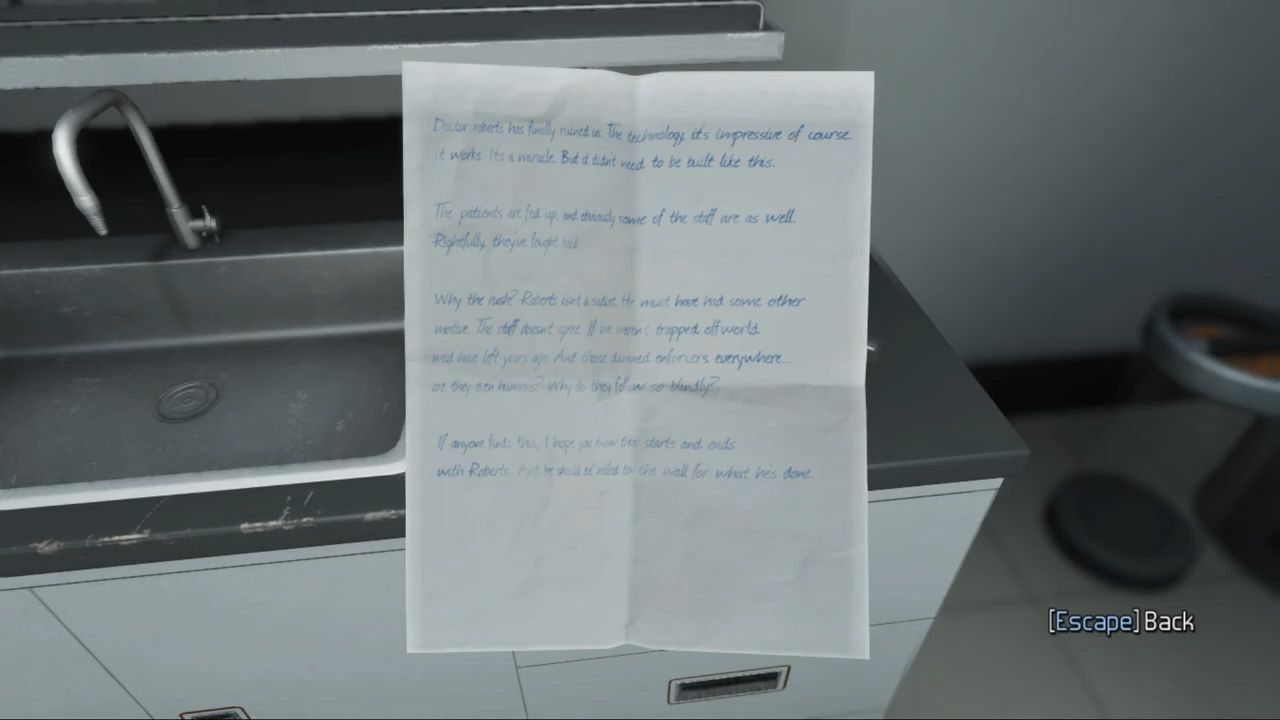 Doctor roberts has finally ruined us. The technology, it's impressive of course.
it works. It's a miracle. But it didn't need to be built like this.
The patients are fed up, and obviously some of the staff are as well.
Rightfully, they've fought back.
Why the rush? Roberts isn't a sadist. He must have had some other
motive. The staff doesn't agree. If we weren't trapped offworld
we'd have left years ago. And those damned enforcers everywhere...
are they even humans? Why do they follow so blindly?
If anyone finds this, I hope you know this starts and ends
with Roberts. And he should be nailed to the wall for what he's done.
[Escape] Back